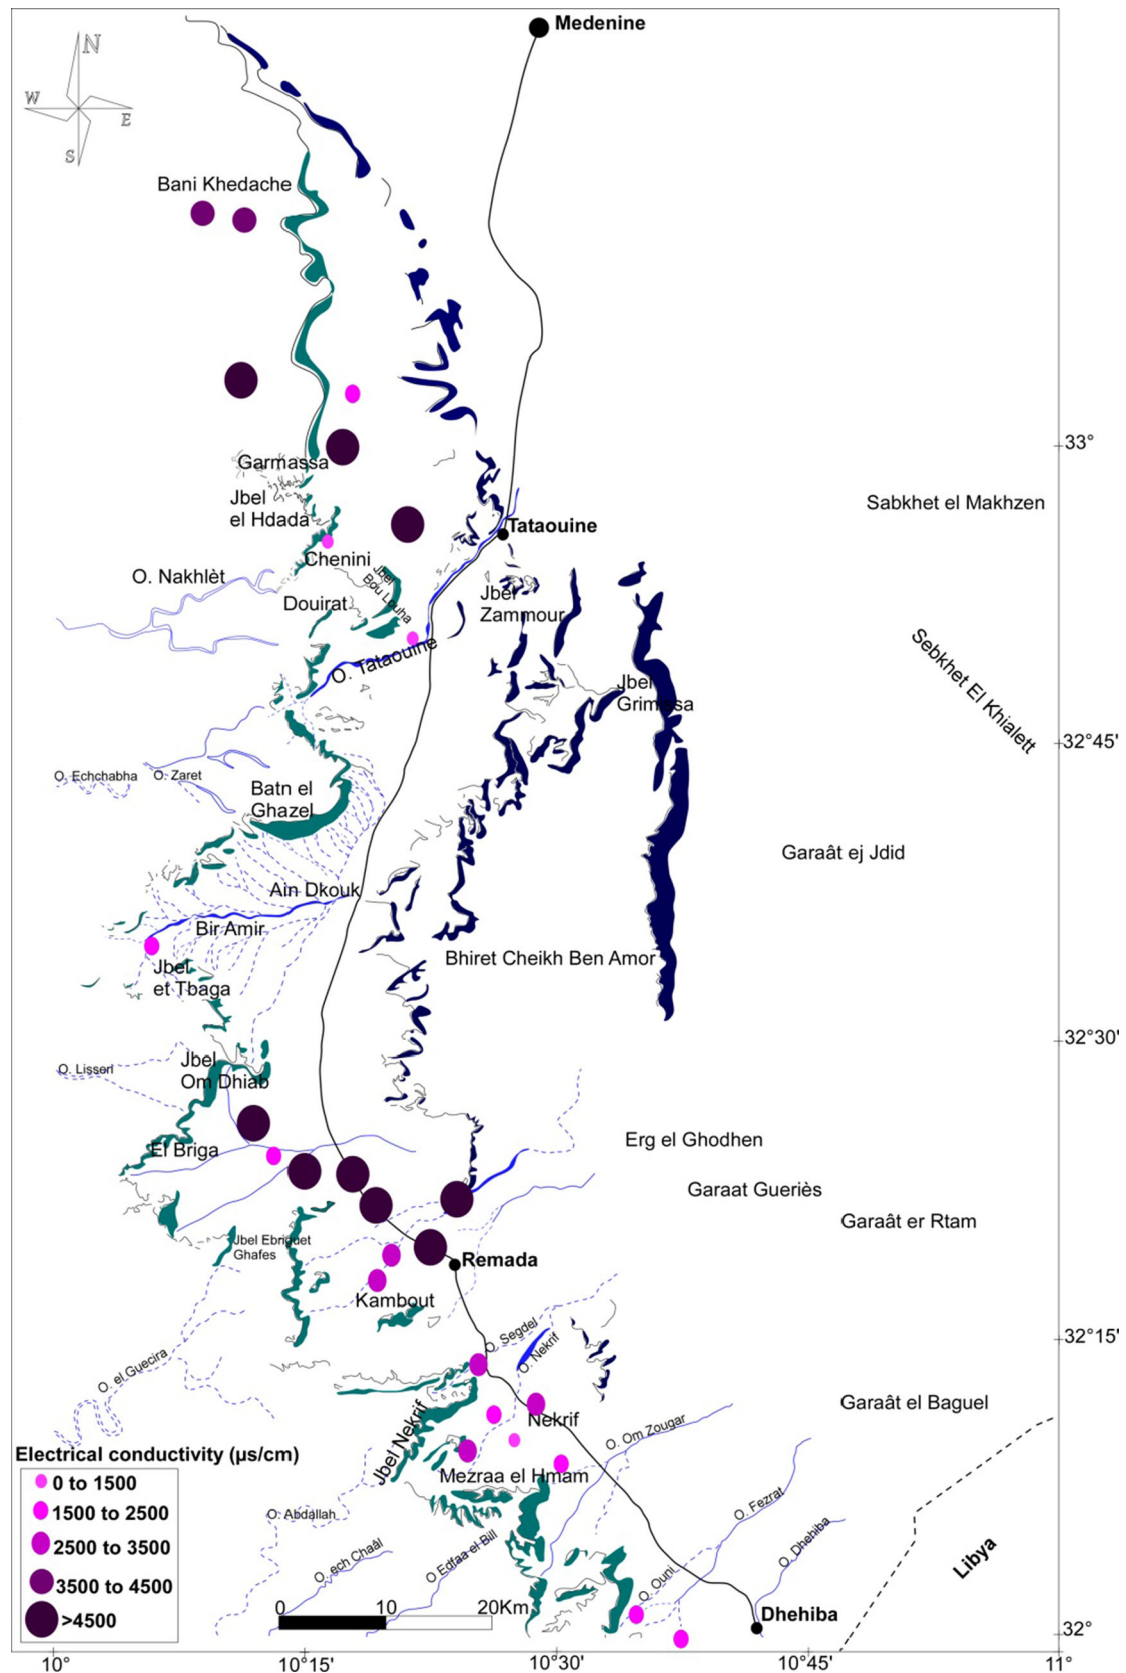 Medenine
N
W
E
S
Bani Khedache
33°
Garmassa
Jbel
el Hdada
Sabkhet el Makhzen
Tataouine
Chenini
Jbel
Bou Louha
O. Nakhlèt
Douirat
Jbel
Zammour
O. Tataouine
Sebkhet El Khialett
Jbel
Grimissa
32°45'
O. Echchabha
O. Zaret
Batn el
Ghazel
Garaât ej Jdid
Ain Dkouk
Bir Amir
Bhiret Cheikh Ben Amor
Jbel
et Tbaga
32°30'
O. Lisserl
Jbel
Om Dhiab
Erg el Ghodhen
El Briga
Garaat Gueriès
Garaât er Rtam
Jbel Ebriguet
Ghafes
Remada
Kambout
32°15'
O. Segdel
O. Nekrif
O. el Guecira
Garaât el Baguel
Nekrif
Jbel Nekrif
O. Om Zougar
Electrical conductivity (µs/cm)
0 to 1500
1500 to 2500
2500 to 3500
3500 to 4500
>4500
Mezraa el Hmam
O. Abdallah
O. Fezrat
O. ech Chaâl
O Edfaa el Bill
O. Dhehiba
Libya
O. Ouni
0 10 20Km
Dhehiba
32°
10° 10°15' 10°30' 10°45' 11°